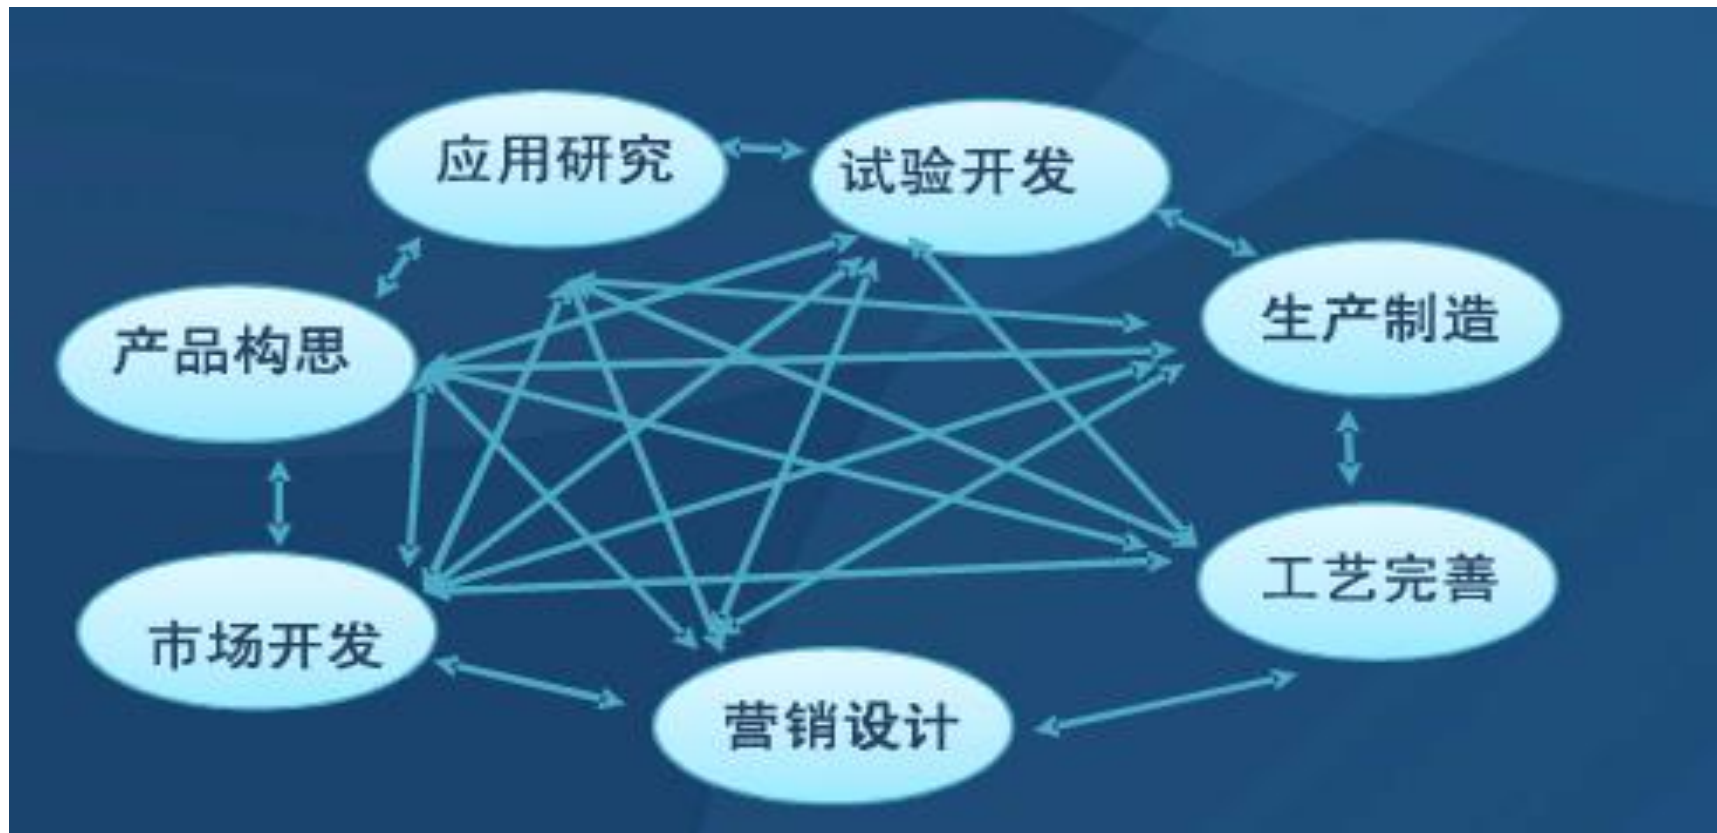 应用研究
试验开发
生产制造
产品构思
工艺完善
市场开发
营销设计